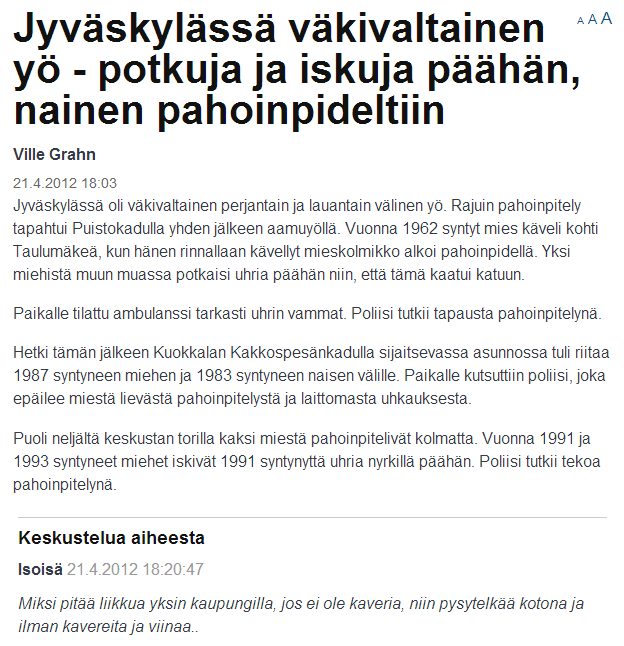 Jyväskylässä väkivaltainen
yö - potkuja ja iskuja päähän,
nainen pahoinpideltiin
A A A
Ville Grahn
21.4.2012 18:03
Jyväskylässä oli väkivaltainen perjantain ja lauantain välinen yö. Rajuin pahoinpitely
tapahtui Puistokadulla yhden jälkeen aamuyöllä. Vuonna 1962 syntyt mies käveli kohti
Taulumäkeä, kun hänen rinnallaan kävellyt mieskolmikko alkoi pahoinpidellä. Yksi
miehistä muun muassa potkaisi uhria päähän niin, että tämä kaatui katuun.
Paikalle tilattu ambulanssi tarkasti uhrin vammat. Poliisi tutkii tapausta pahoinpitelynä.
Hetki tämän jälkeen Kuokkalan Kakkospesänkadulla sijaitsevassa asunnossa tuli riitaa
1987 syntyneen miehen ja 1983 syntyneen naisen välille. Paikalle kutsuttiin poliisi, joka
epäilee miestä lievästä pahoinpitelystä ja laittomasta uhkauksesta.
Puoli neljältä keskustan torilla kaksi miestä pahoinpitelivät kolmatta. Vuonna 1991 ja
1993 syntyneet miehet iskivät 1991 syntynyttä uhria nyrkillä päähän. Poliisi tutkii tekoa
pahoinpitelynä.
Keskustelua aiheesta
Isoisä 21.4.2012 18:20:47
Miksi pitää liikkua yksin kaupungilla, jos ei ole kaveria, niin pysytelkää kotona ja
ilman kavereita ja viinaa..